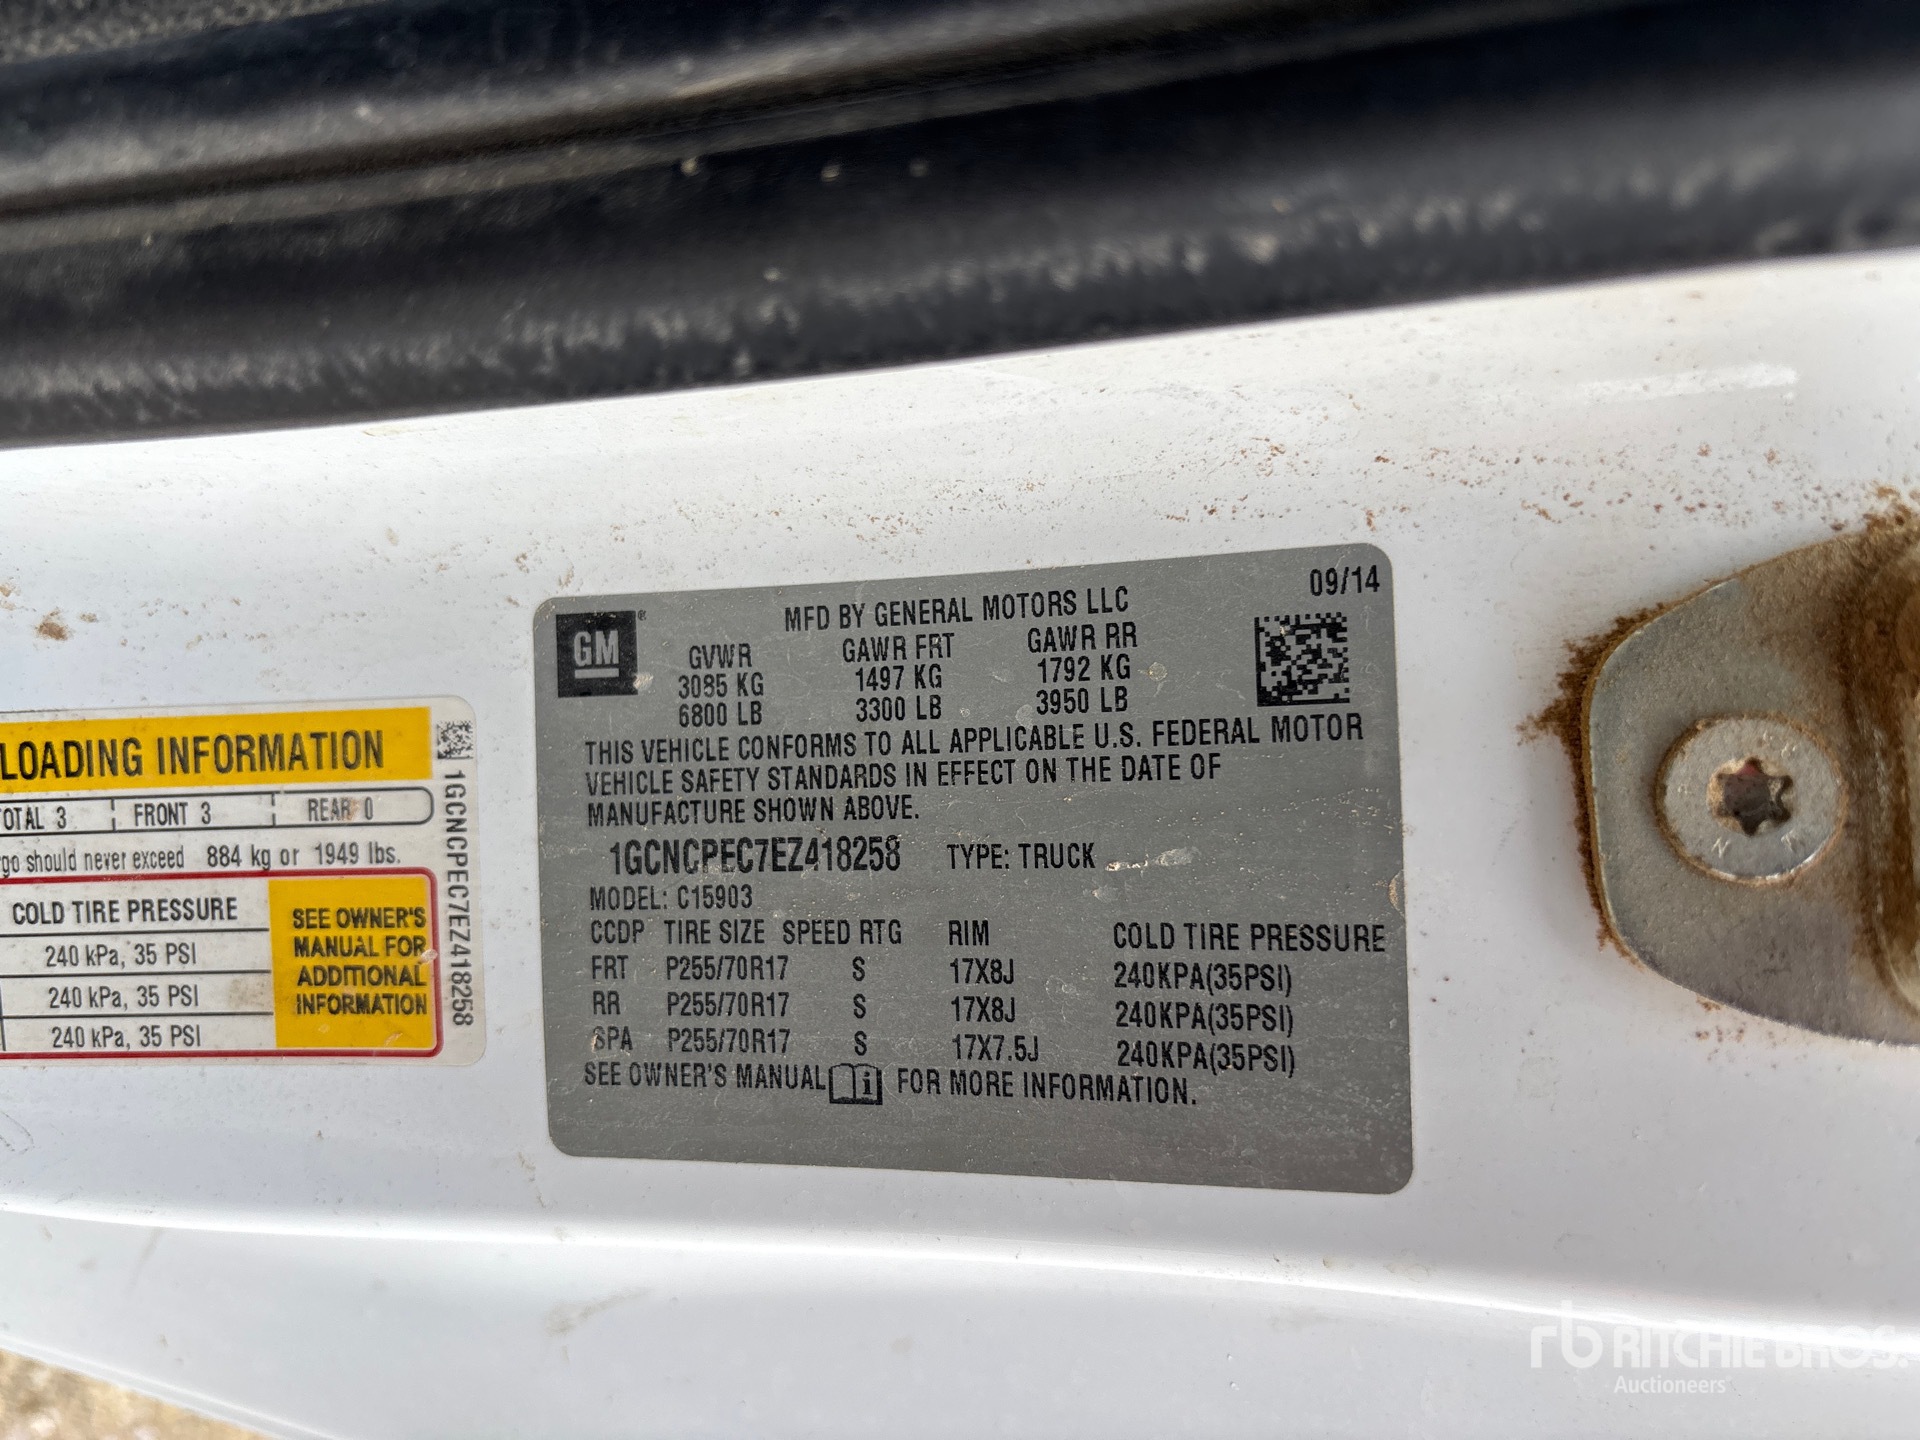 LOADING INFORMATION
TOTAL 3 FRONT 3 REAR 0
should never exceed 884 kg or 1949 lbs.
COLD TIRE PRESSURE
240 kPa, 35 PSI
240 kPa, 35 PSI
240 kPa, 35 PSI
SEE OWNER'S
MANUAL FOR
ADDITIONAL
INFORMATION
1GCNCPEC7EZ418258
GM®
MFD BY GENERAL MOTORS LLC
09/14
GVWR GAWR FRT GAWR RR
3085 KG 1497 KG 1792 KG
6800 LB 3300 LB 3950 LB
THIS VEHICLE CONFORMS TO ALL APPLICABLE U.S. FEDERAL MOTOR
VEHICLE SAFETY STANDARDS IN EFFECT ON THE DATE OF
MANUFACTURE SHOWN ABOVE.
1GCNCPEC7EZ418258 TYPE: TRUCK
MODEL: C15903
CCDP TIRE SIZE SPEED RTG RIM COLD TIRE PRESSURE
FRT P255/70R17 S 17X8J 240KPA(35PSI)
RR P255/70R17 S 17X8J 240KPA(35PSI)
SPA P255/70R17 S 17X7.5J 240KPA(35PSI)
SEE OWNER'S MANUAL i FOR MORE INFORMATION.
rb RITCHIE BROS.
Auctioneers